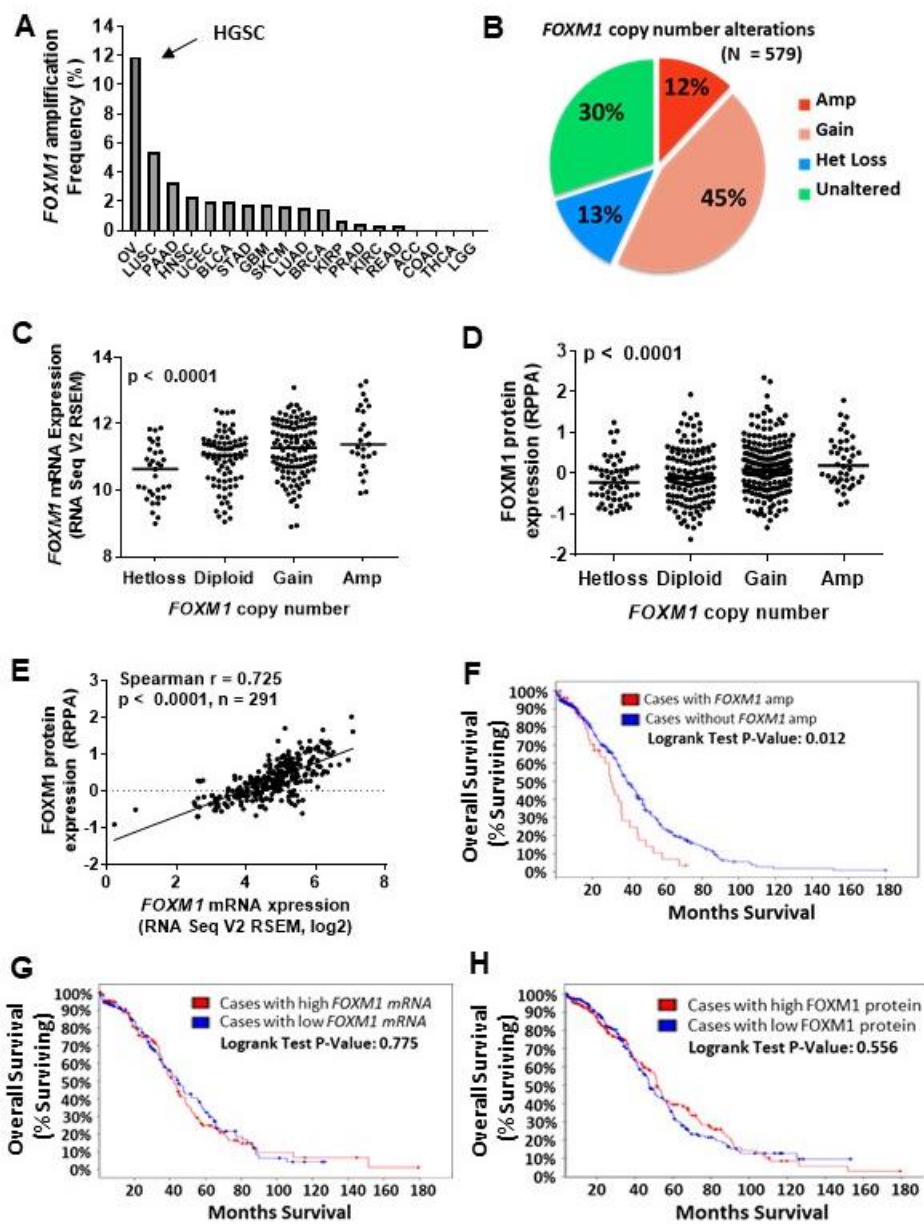 A
FOXM1 amplification
Frequency (%)
14
12
10
8
6
4
2
0
HGSC
OV
LUSC
PAAD
HNSC
UCEC
BLCA
STAD
GBM
SKCM
LUAD
BRCA
KIRP
PRAD
KIRC
READ
ACC
COAD
THCA
LGG
B
FOXM1 copy number alterations
(N = 579)
12%
30%
45%
13%
Amp
Gain
Het Loss
Unaltered
C
FOXM1 mRNA Expression
(RNA Seq V2 RSEM)
14
12
10
8
p < 0.0001
Hetloss Diploid Gain Amp
FOXM1 copy number
D
FOXM1 protein
expression (RPPA)
3
2
1
0
-1
-2
p < 0.0001
Hetloss Diploid Gain Amp
FOXM1 copy number
E
FOXM1 protein
expression (RPPA)
3
2
1
0
-1
-2
Spearman r = 0.725
p < 0.0001, n = 291
0 2 4 6 8
FOXM1 mRNA xpression
(RNA Seq V2 RSEM, log2)
F
Overall Survival
(% Surviving)
100%
90%
80%
70%
60%
50%
40%
30%
20%
10%
0%
Cases with FOXM1 amp
Cases without FOXM1 amp
Logrank Test P-Value: 0.012
20 40 60 80 100 120 140 160 180
Months Survival
G
Overall Survival
(% Surviving)
100%
90%
80%
70%
60%
50%
40%
30%
20%
10%
0%
Cases with high FOXM1 mRNA
Cases with low FOXM1 mRNA
Logrank Test P-Value: 0.775
20 40 60 80 100 120 140 160 180
Months Survival
H
Overall Survival
(% Surviving)
100%
90%
80%
70%
60%
50%
40%
30%
20%
10%
0%
Cases with high FOXM1 protein
Cases with low FOXM1 protein
Logrank Test P-Value: 0.556
20 40 60 80 100 120 140 160 180
Months Survival